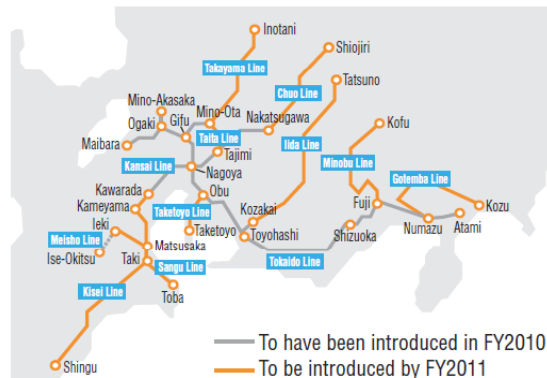 Inotani
Shiojiri
Takayama Line
Tatsuno
Chuo Line
Mino-Akasaka
Mino-Ota
Gifu
Ogaki
Nakatsugawa
Iida Line
Kofu
Taita Line
Maibara
Tajimi
Minobu Line
Kansai Line
Nagoya
Gotemba Line
Obu
Kawarada
Kameyama
Taketoyo Line
Kozakai
Fuji
Kozu
Ieki
Taketoyo
Toyohashi
Shizuoka
Numazu
Atami
Meisho Line
Matsusaka
Ise-Okitsu
Taki
Sangu Line
Tokaido Line
Kisei Line
Toba
Shingu
To have been introduced in FY2010
To be introduced by FY2011